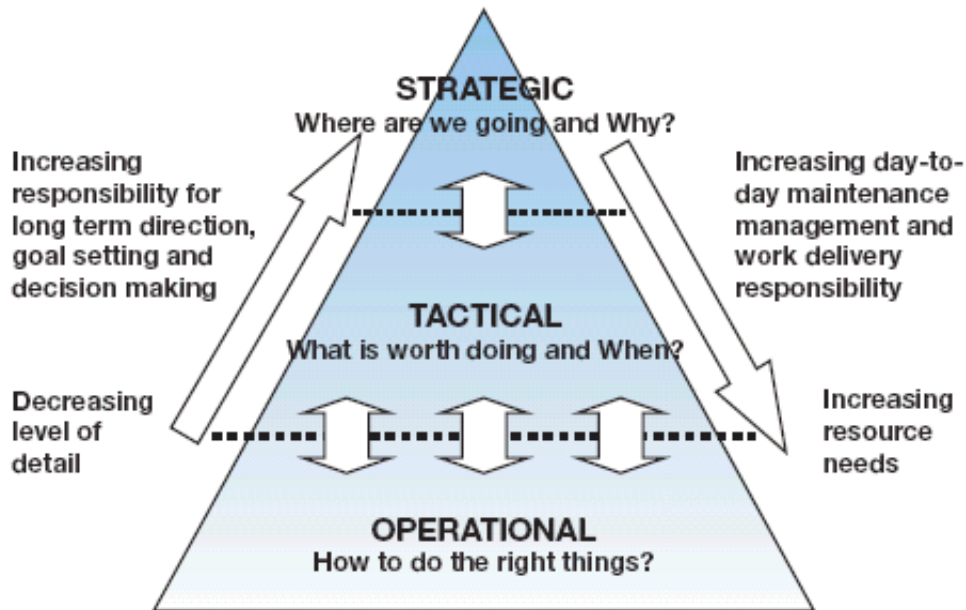 STRATEGIC
Where are we going and Why?
Increasing
responsibility for
long term direction,
goal setting and
decision making
Increasing day-to-
day maintenance
management and
work delivery
responsibility
TACTICAL
What is worth doing and When?
Decreasing
level of
detail
Increasing
resource
needs
OPERATIONAL
How to do the right things?